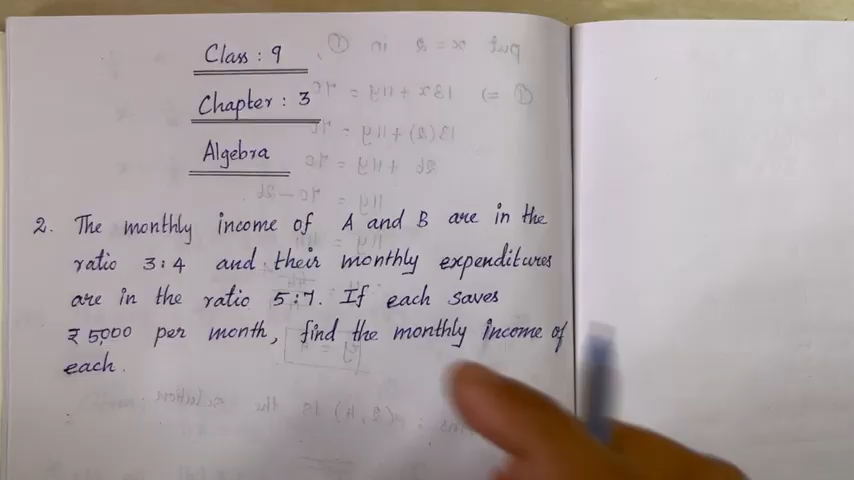 Class : 9
Chapter : 3
Algebra
2. The monthly income of A and B are in the
ratio 3:4 and their monthly expenditures
are in the ratio 5:7. If each saves
₹ 5000 per month, find the monthly income of
each.